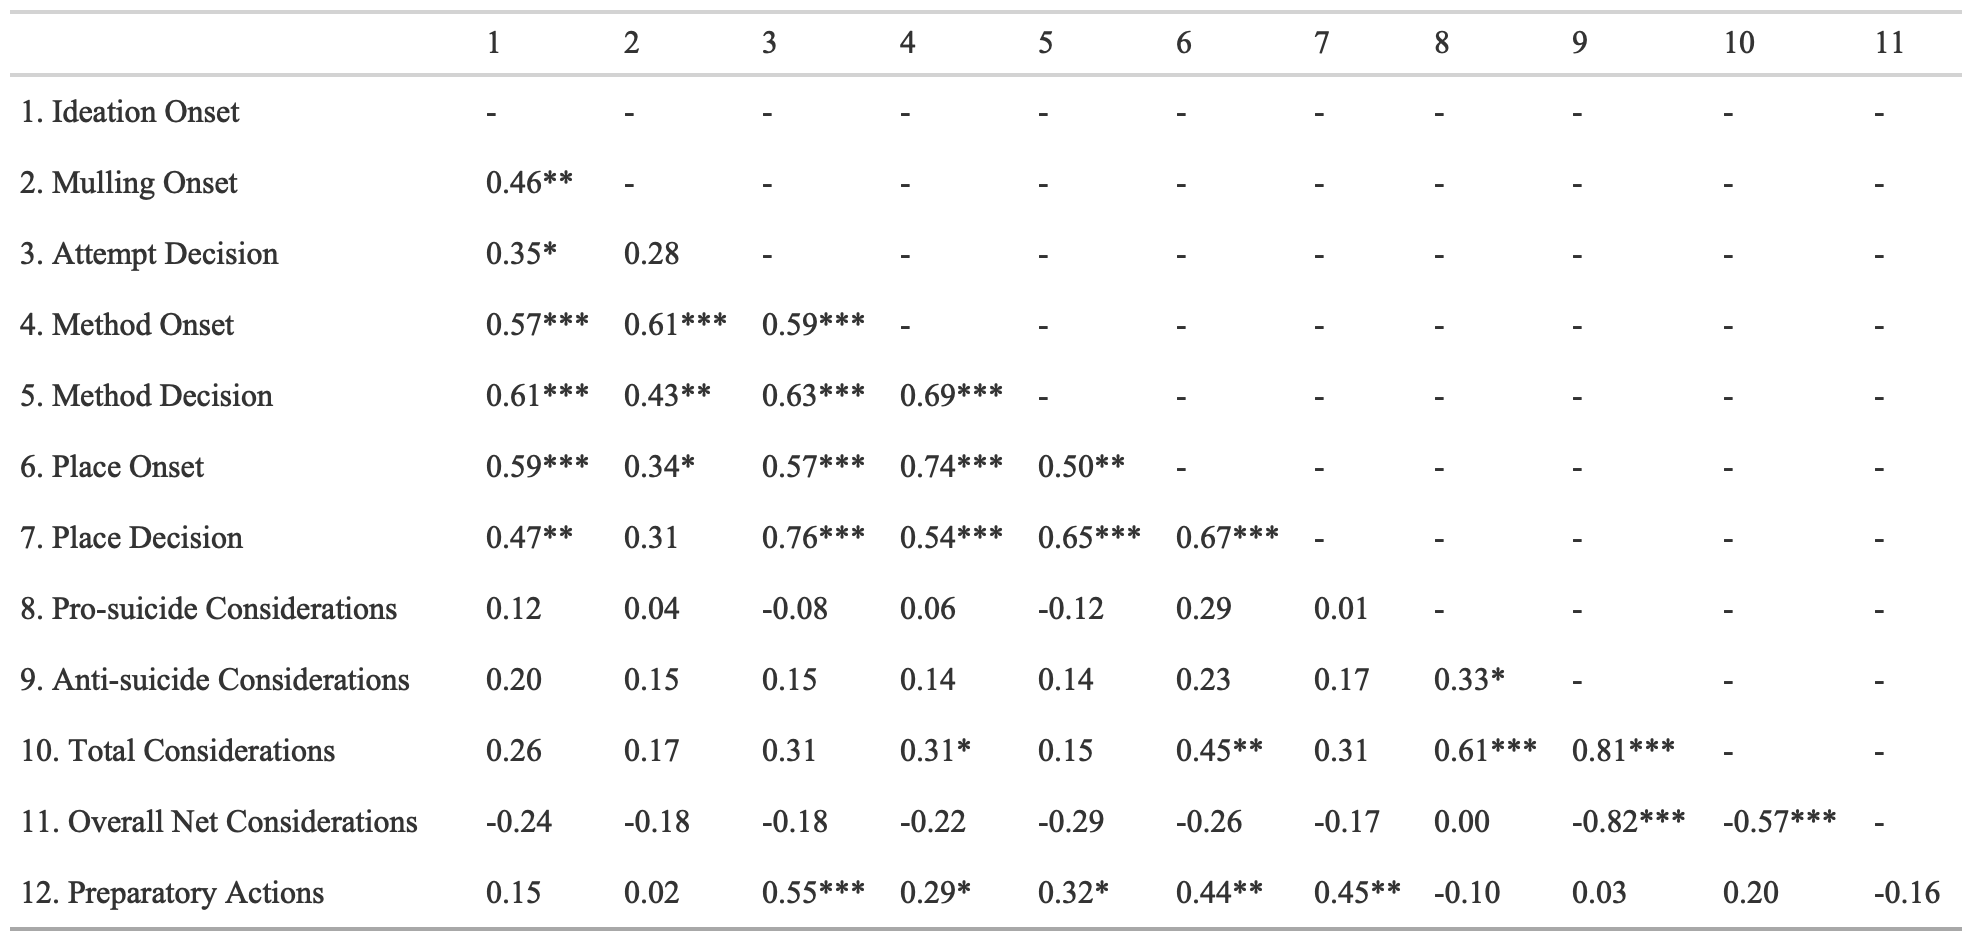 1 2 3 4 5 6 7 8 9 10 11
1. Ideation Onset - - - - - - - - - - -
2. Mulling Onset 0.46** - - - - - - - - - -
3. Attempt Decision 0.35* 0.28 - - - - - - - - -
4. Method Onset 0.57*** 0.61*** 0.59*** - - - - - - - -
5. Method Decision 0.61*** 0.43** 0.63*** 0.69*** - - - - - - -
6. Place Onset 0.59*** 0.34* 0.57*** 0.74*** 0.50** - - - - - -
7. Place Decision 0.47** 0.31 0.76*** 0.54*** 0.65*** 0.67*** - - - - -
8. Pro-suicide Considerations 0.12 0.04 -0.08 0.06 -0.12 0.29 0.01 - - - -
9. Anti-suicide Considerations 0.20 0.15 0.15 0.14 0.14 0.23 0.17 0.33* - - -
10. Total Considerations 0.26 0.17 0.31 0.31* 0.15 0.45** 0.31 0.61*** 0.81*** - -
11. Overall Net Considerations -0.24 -0.18 -0.18 -0.22 -0.29 -0.26 -0.17 0.00 -0.82*** -0.57*** -
12. Preparatory Actions 0.15 0.02 0.55*** 0.29* 0.32* 0.44** 0.45** -0.10 0.03 0.20 -0.16